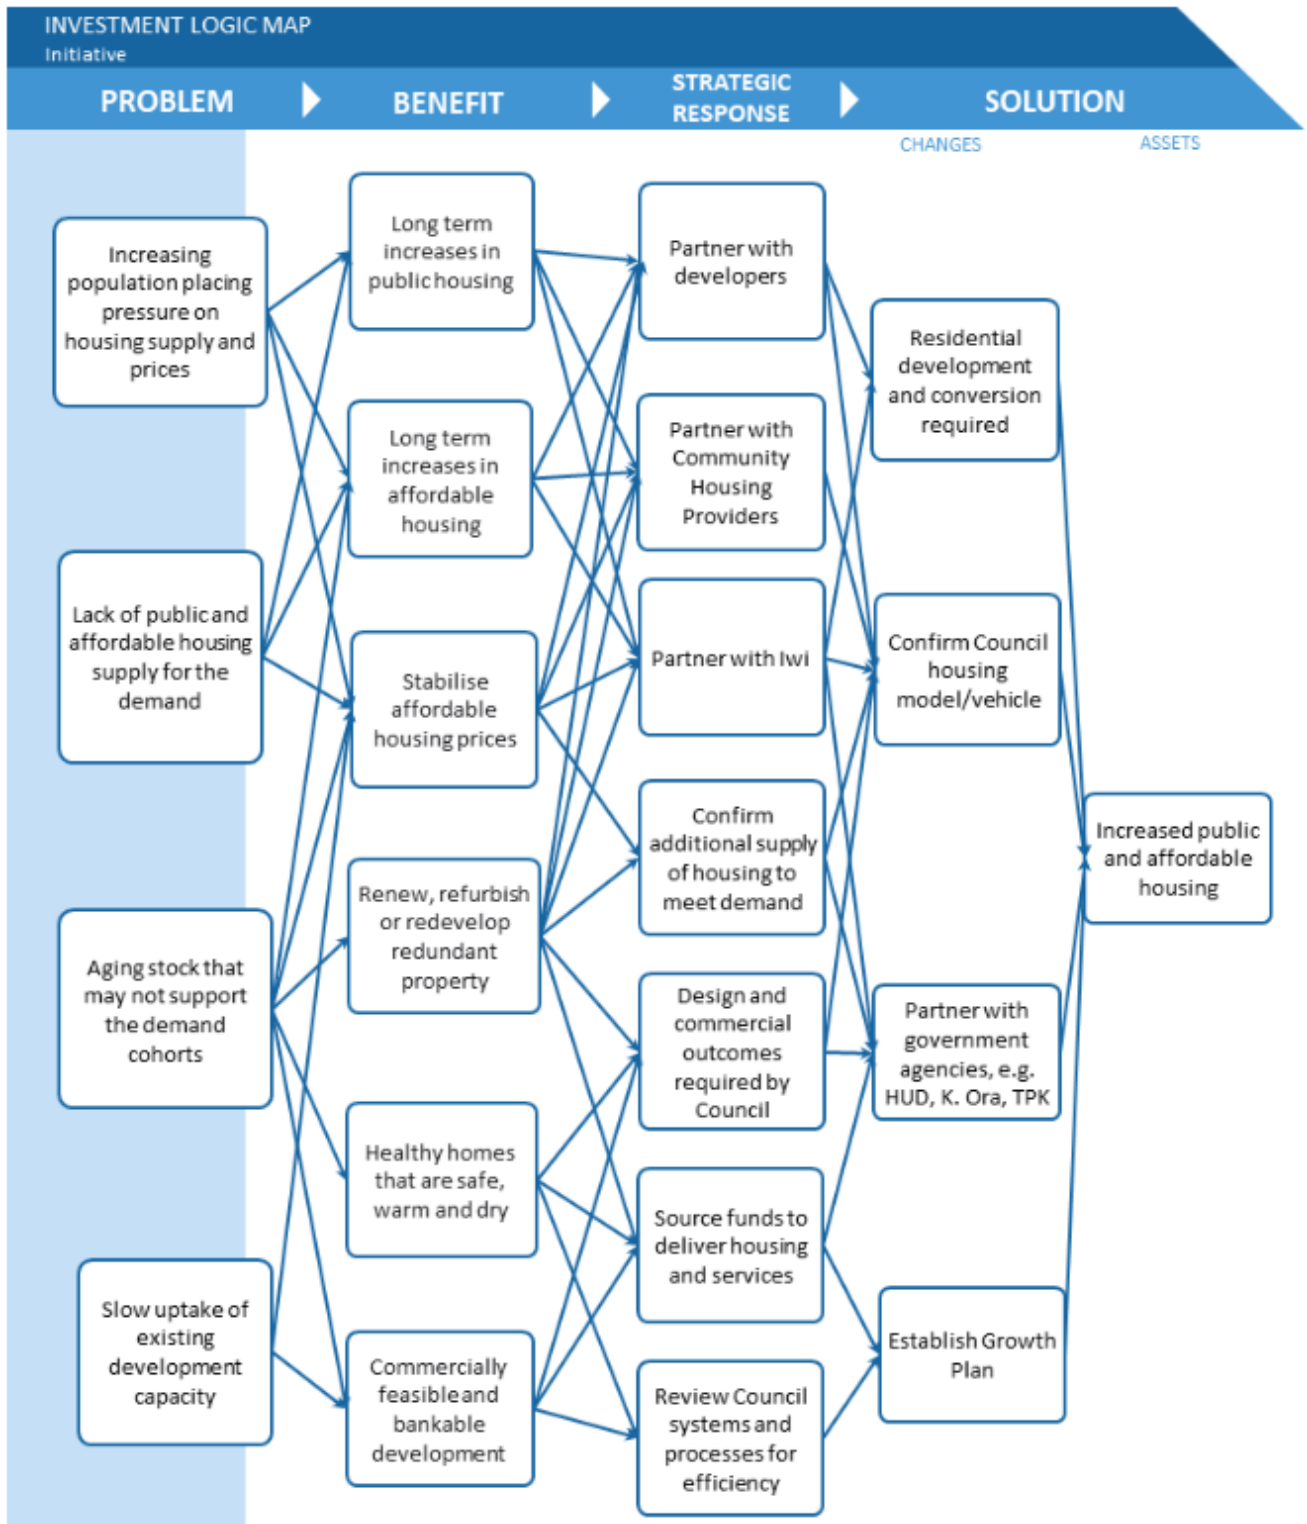 INVESTMENT LOGIC MAP
Initiative
PROBLEM
BENEFIT
STRATEGIC
RESPONSE
SOLUTION
CHANGES
ASSETS
Increasing
population placing
pressure on
housing supply and
prices
Lack of public and
affordable housing
supply for the
demand
Aging stock that
may not support
the demand
cohorts
Slow uptake of
existing
development
capacity
Long term
increases in
public housing
Long term
increases in
affordable
housing
Stabilise
affordable
housing prices
Renew, refurbish
or redevelop
redundant
property
Healthy homes
that are safe,
warm and dry
Commercially
feasible and
bankable
development
Partner with
developers
Partner with
Community
Housing
Providers
Partner with Iwi
Confirm
additional supply
of housing to
meet demand
Design and
commercial
outcomes
required by
Council
Source funds to
deliver housing
and services
Review Council
systems and
processes for
efficiency
Residential
development
and conversion
required
Confirm Council
housing
model/vehicle
Partner with
government
agencies, e.g.
HUD, K. Ora, TPK
Establish Growth
Plan
Increased public
and affordable
housing